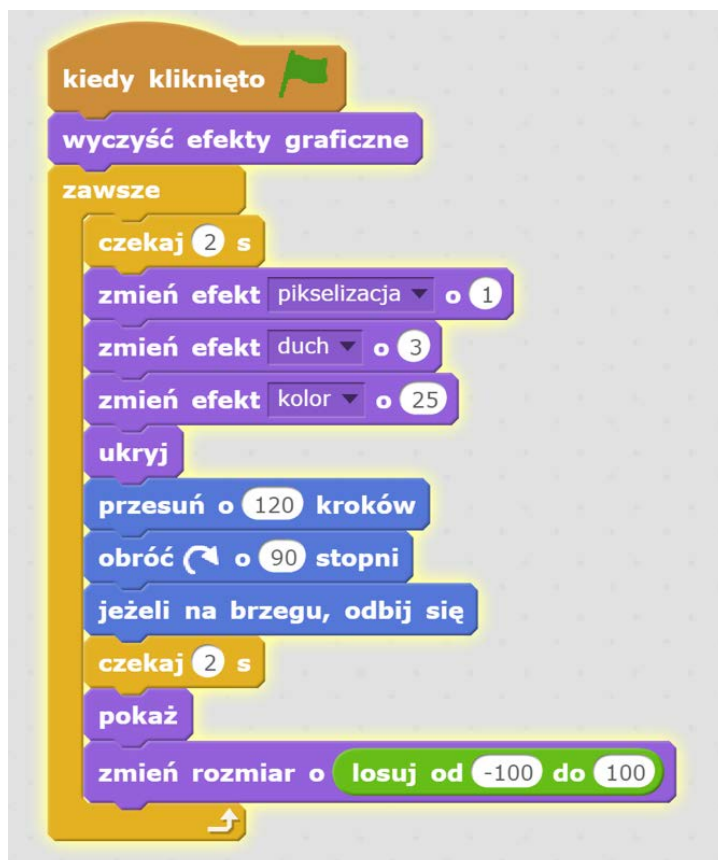 kiedy kliknięto
wyczyść efekty graficzne
zawsze
czekaj 2 s
zmień efekt pikselizacja o 1
zmień efekt duch o 3
zmień efekt kolor o 25
ukryj
przesuń o 120 kroków
obróć o 90 stopni
jeżeli na brzegu, odbij się
czekaj 2 s
pokaż
zmień rozmiar o losuj od -100 do 100